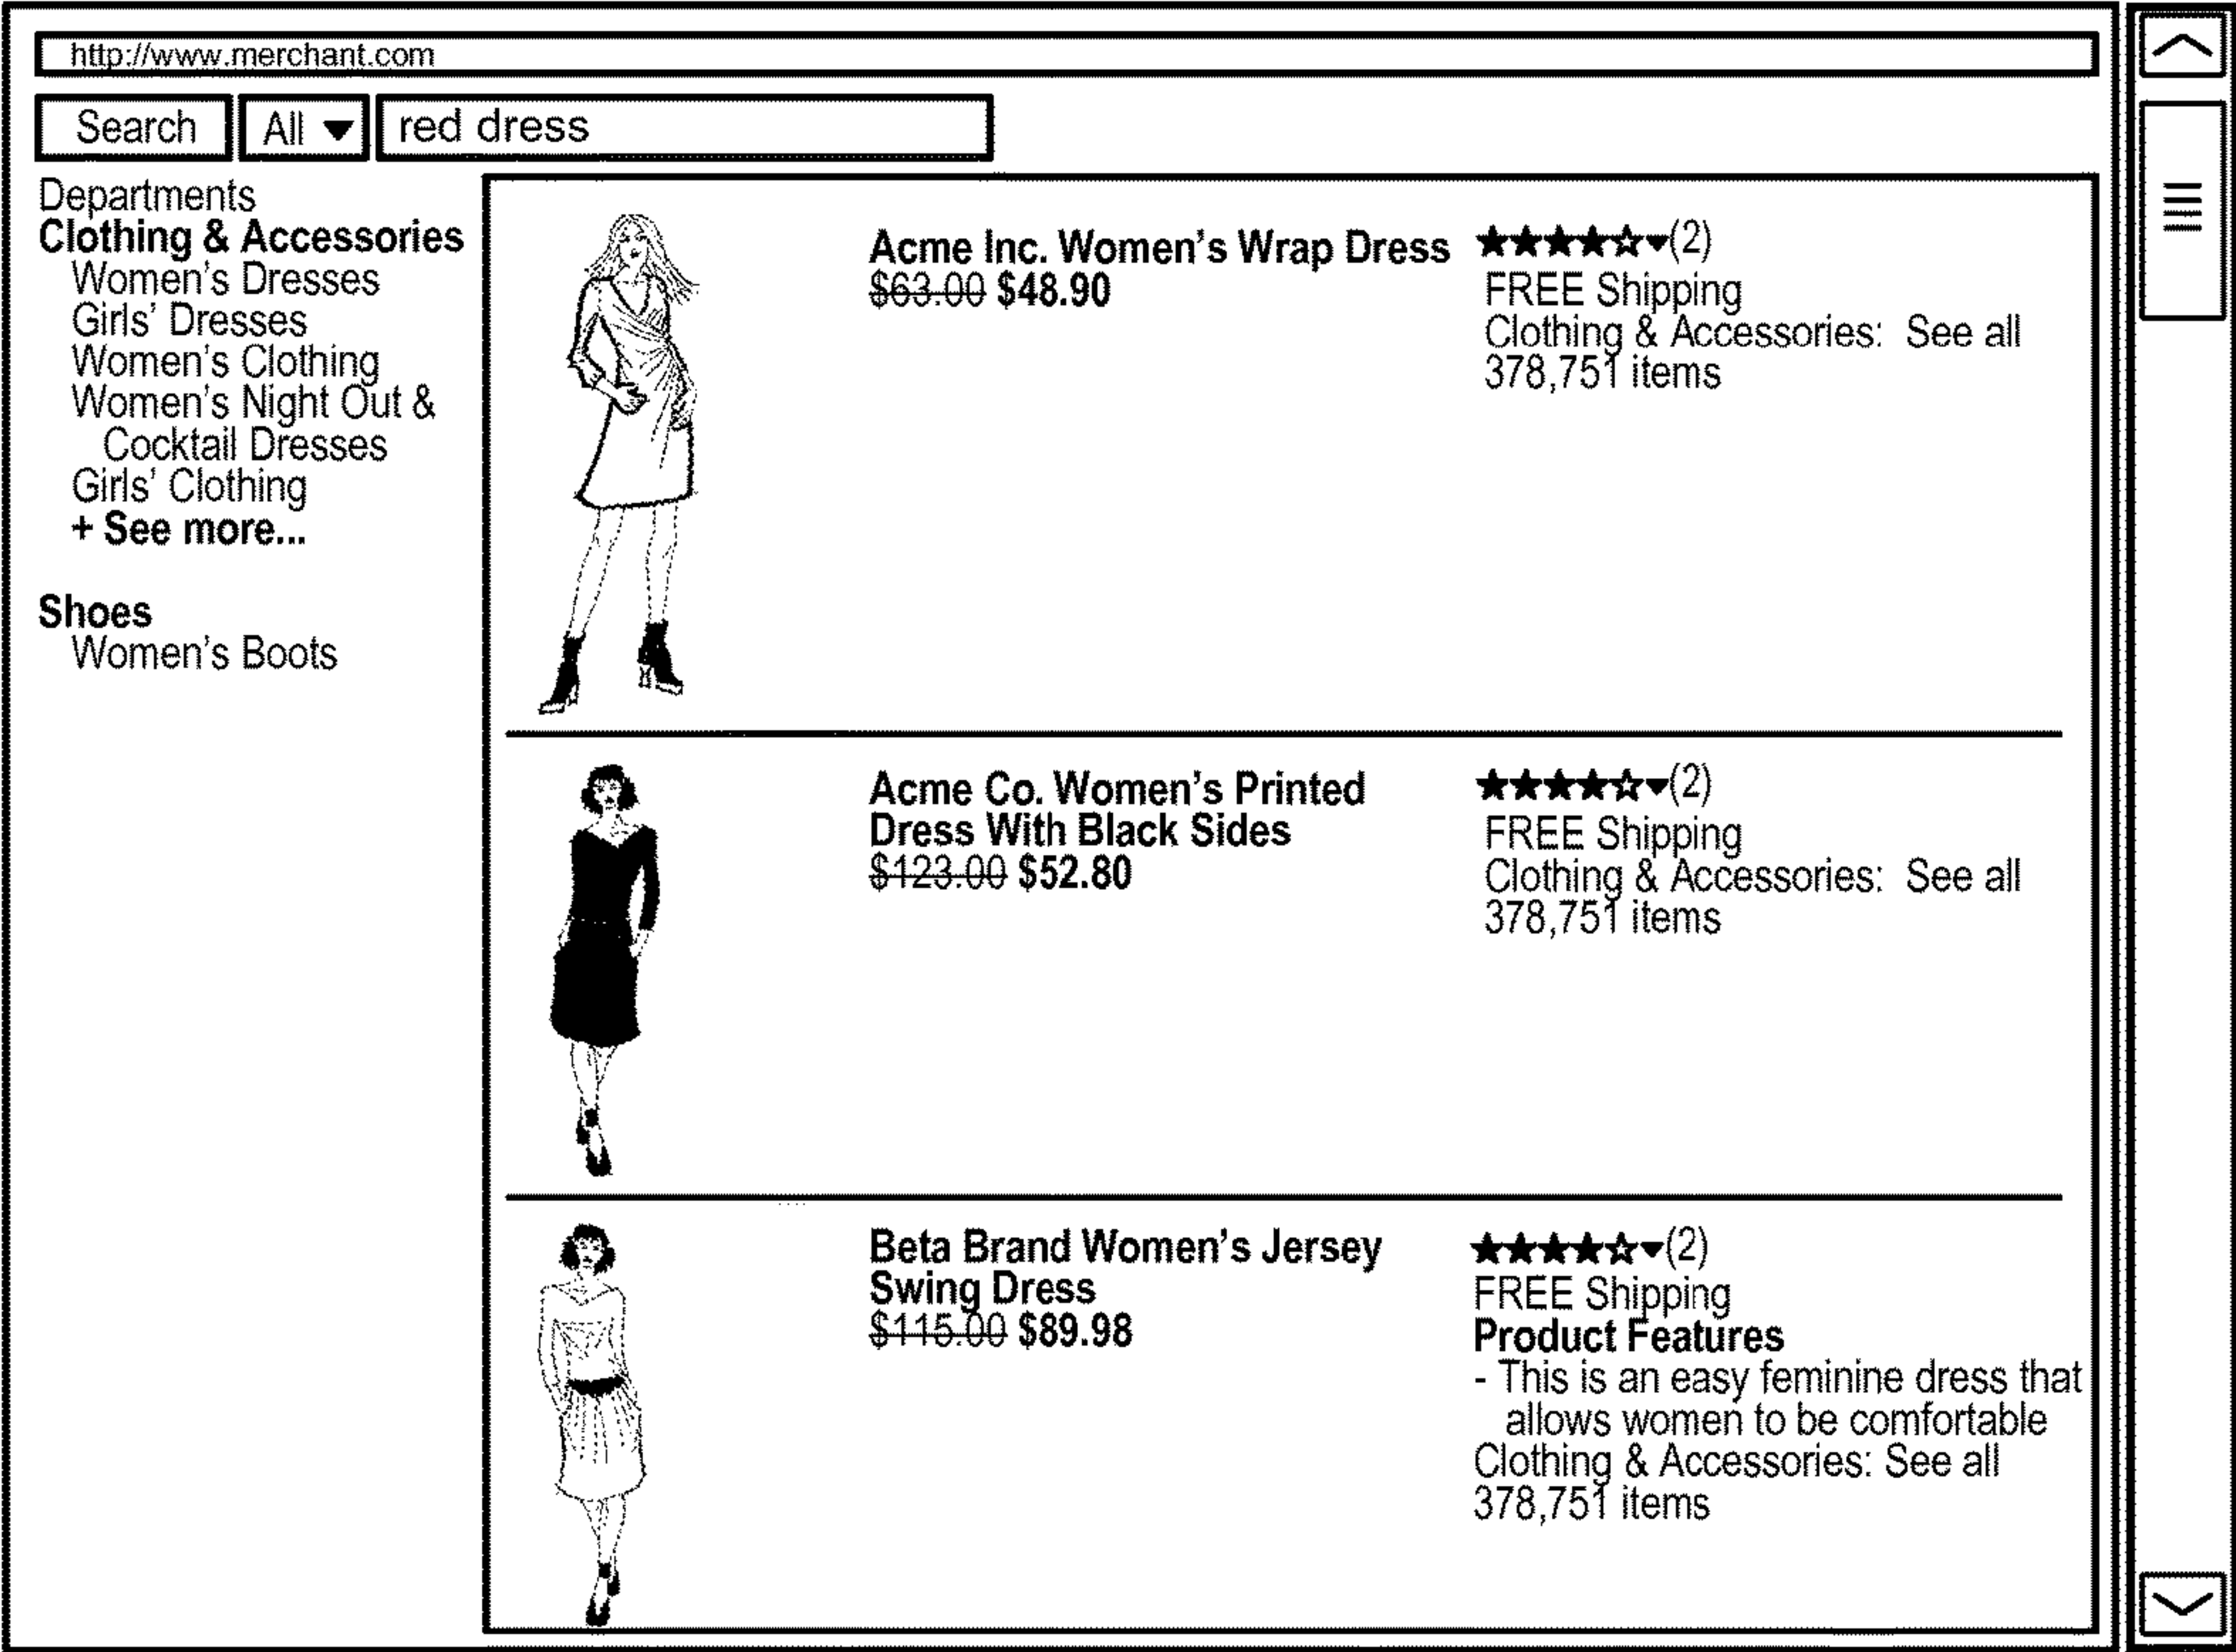 http://www.merchant.com
Search All red dress
Departments
Clothing & Accessories
Women's Dresses
Girls' Dresses
Women's Clothing
Women's Night Out &
Cocktail Dresses
Girls' Clothing
+ See more...
Shoes
Women's Boots
Acme Inc. Women's Wrap Dress
$63.00 $48.90
(2)
FREE Shipping
Clothing & Accessories: See all
378,751 items
Acme Co. Women's Printed
Dress With Black Sides
$123.00 $52.80
(2)
FREE Shipping
Clothing & Accessories: See all
378,751 items
Beta Brand Women's Jersey
Swing Dress
$115.00 $89.98
(2)
FREE Shipping
Product Features
- This is an easy feminine dress that
allows women to be comfortable
Clothing & Accessories: See all
378,751 items